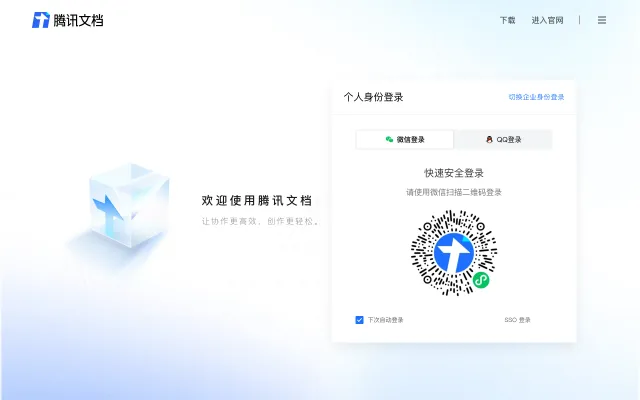 腾讯文档
下载 进入官网
个人身份登录 切换企业身份登录
微信登录 QQ登录
快速安全登录
请使用微信扫描二维码登录
欢迎使用腾讯文档
让协作更高效，创作更轻松。
下次自动登录 SSO 登录